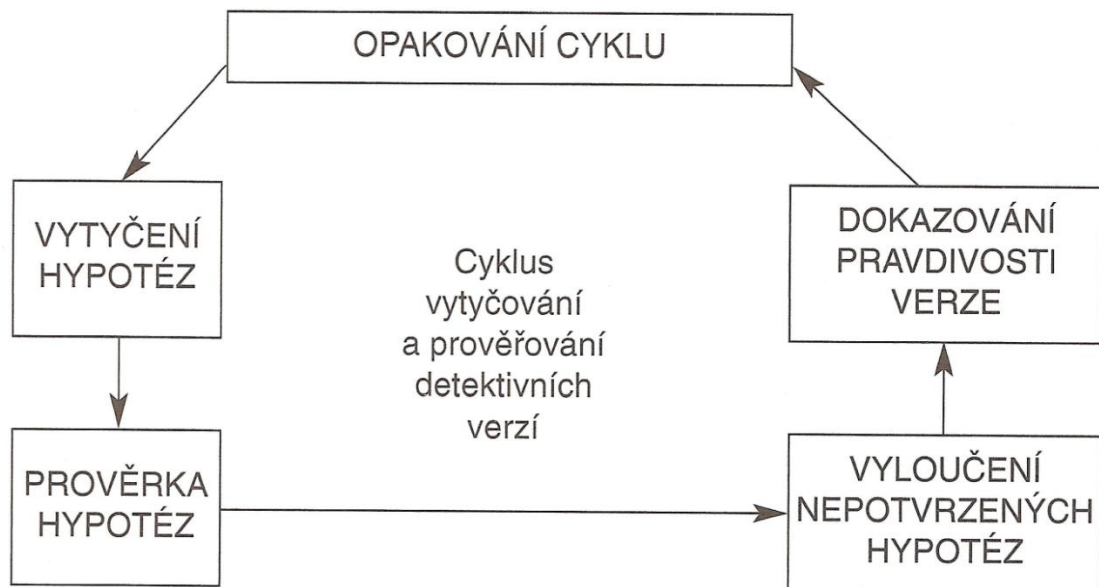 OPAKOVÁNÍ CYKLU
VYTYČENÍ
HYPOTÉZ
Cyklus
vytyčování
a prověřování
detektivních
verzí
DOKAZOVÁNÍ
PRAVDIVOSTI
VERZE
PROVĚRKA
HYPOTÉZ
VYLOUČENÍ
NEPOTVRZENÝCH
HYPOTÉZ